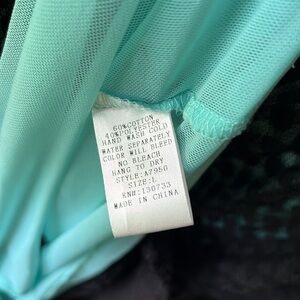 60%COTTON
40%POLYESTER
HAND WASH COLD
WATER SEPARATELY
COLOR WILL BLEED
NO BLEACH
HANG TO DRY
STYLE:A7950
SIZE:L
RN#:130733
MADE IN CHINA